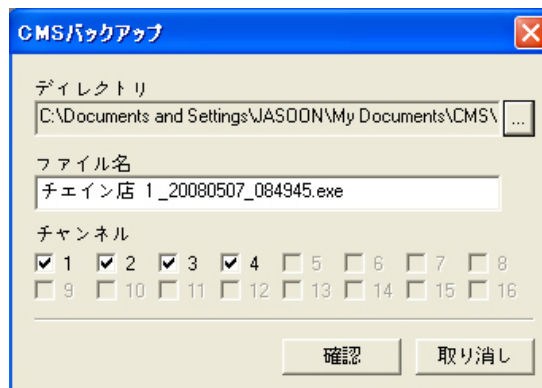 CMSバックアップ
ディレクトリ
C:\Documents and Settings\JASOON\My Documents\CMS\ ...
ファイル名
チエイン店 1_20080507_084945.exe
チャンネル
1 2 3 4 5 6 7 8
9 10 11 12 13 14 15 16
確認 取り消し